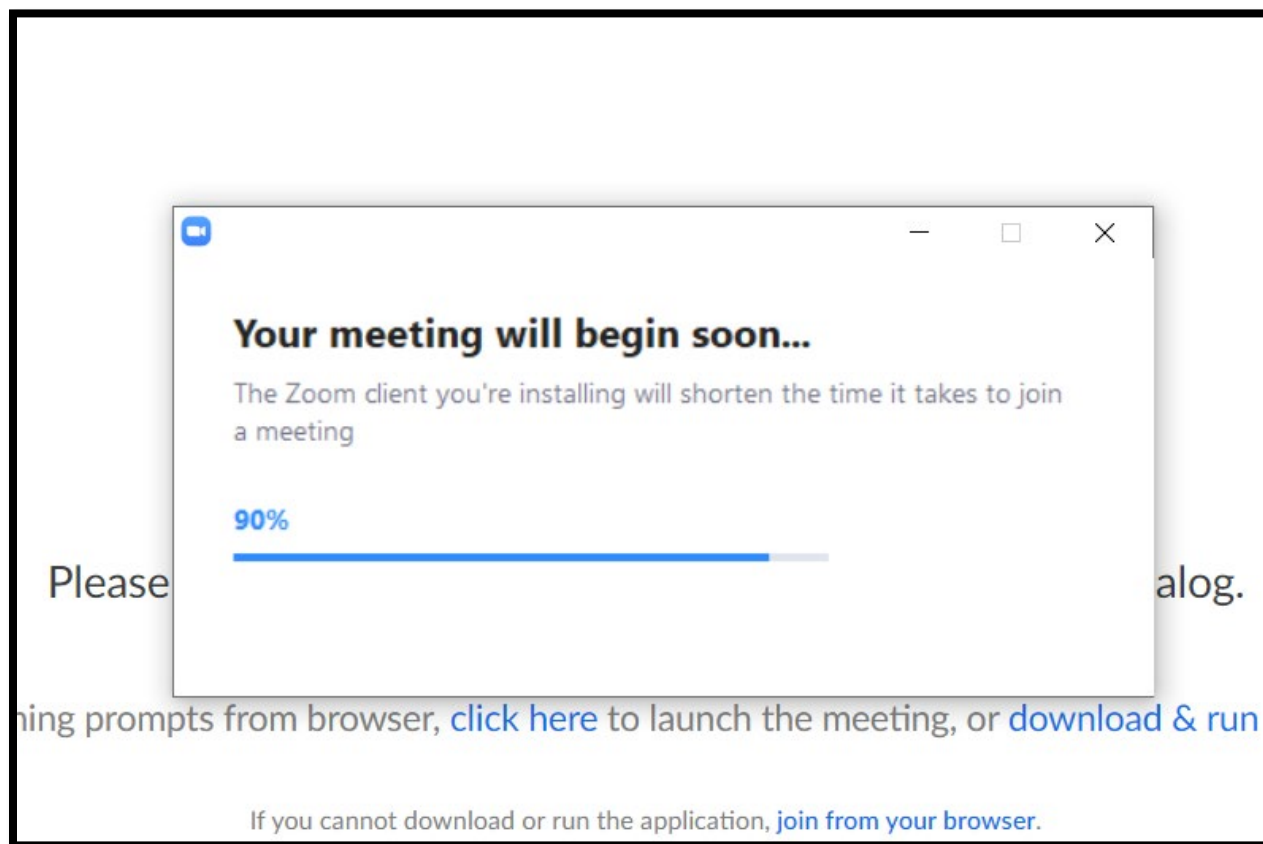 Your meeting will begin soon...
The Zoom client you're installing will shorten the time it takes to join
a meeting
90%
Please alog.
ning prompts from browser, click here to launch the meeting, or download & run
If you cannot download or run the application, join from your browser.